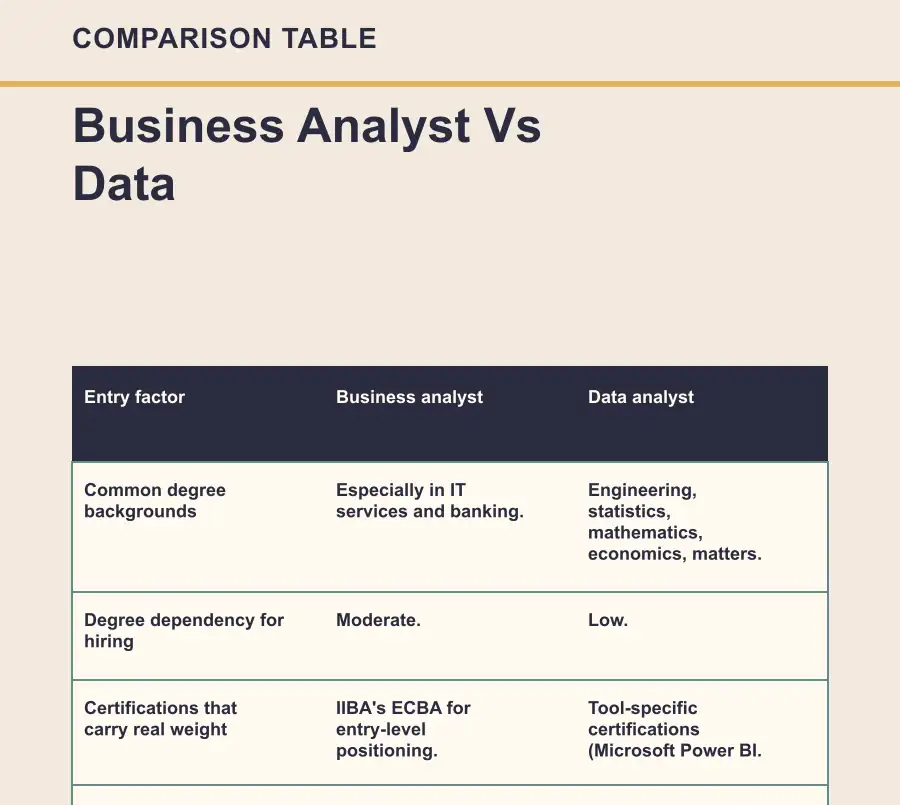 COMPARISON TABLE
Business Analyst Vs
Data
Entry factor
Business analyst
Data analyst
Common degree
backgrounds
Especially in IT
services and banking.
Engineering,
statistics,
mathematics,
economics, matters.
Degree dependency for
hiring
Moderate.
Low.
Certifications that
carry real weight
IIBA's ECBA for
entry-level
positioning.
Tool-specific
certifications
(Microsoft Power BI.